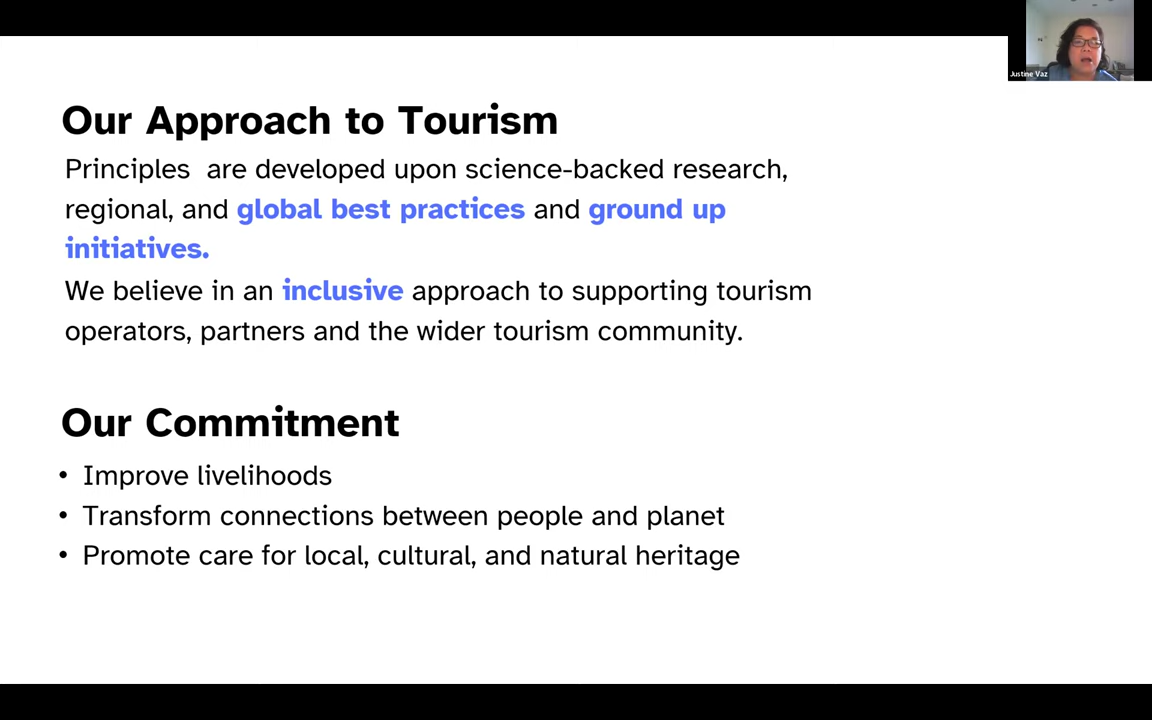 Justine Vaz
Our Approach to Tourism
Principles  are developed upon science-backed research,
regional, and global best practices and ground up
initiatives.
We believe in an inclusive approach to supporting tourism
operators, partners and the wider tourism community.
Our Commitment
• Improve livelihoods
• Transform connections between people and planet
• Promote care for local, cultural, and natural heritage